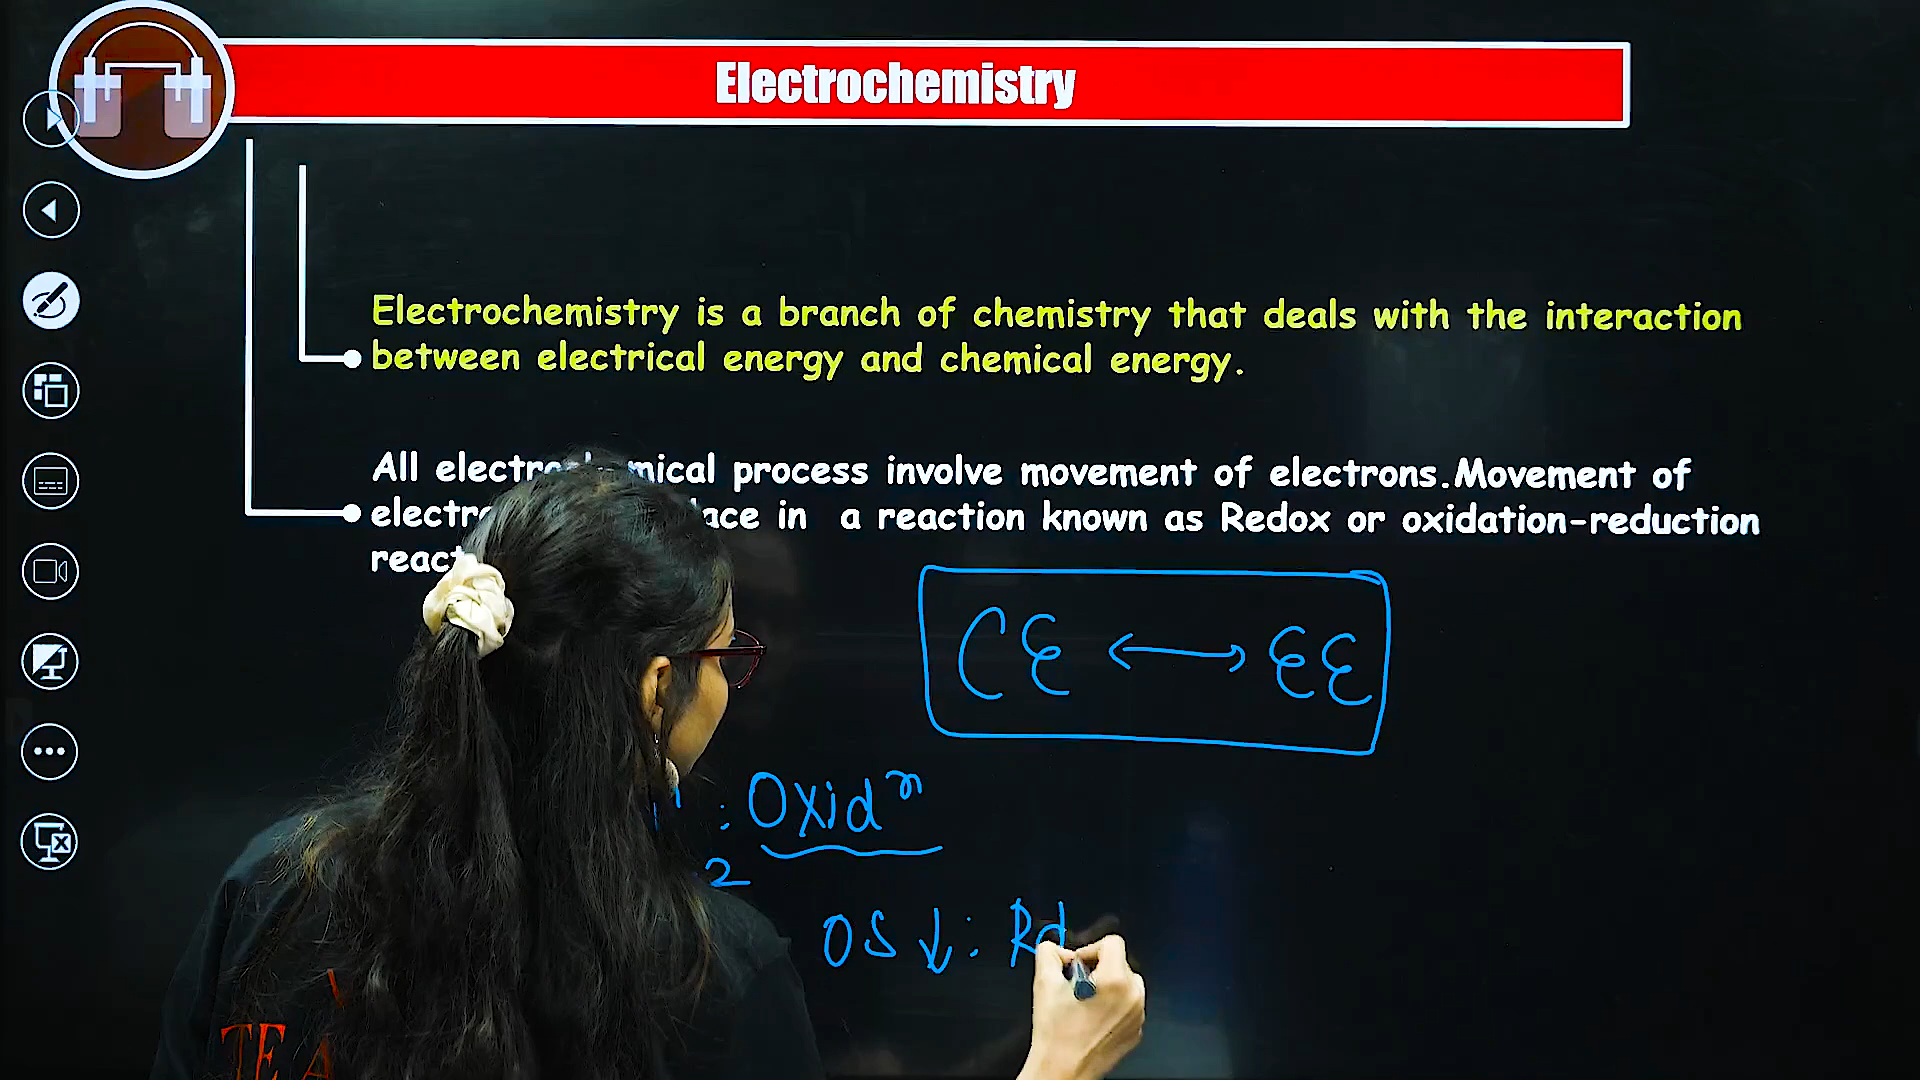 Electrochemistry
Electrochemistry is a branch of chemistry that deals with the interaction
between electrical energy and chemical energy.
All mical process involve movement of electrons.Movement of
ace in a reaction known as Redox or oxidation-reduction
react
CE ↔ EE
: Oxidⁿ
2
OS ↓: Rd
TEA